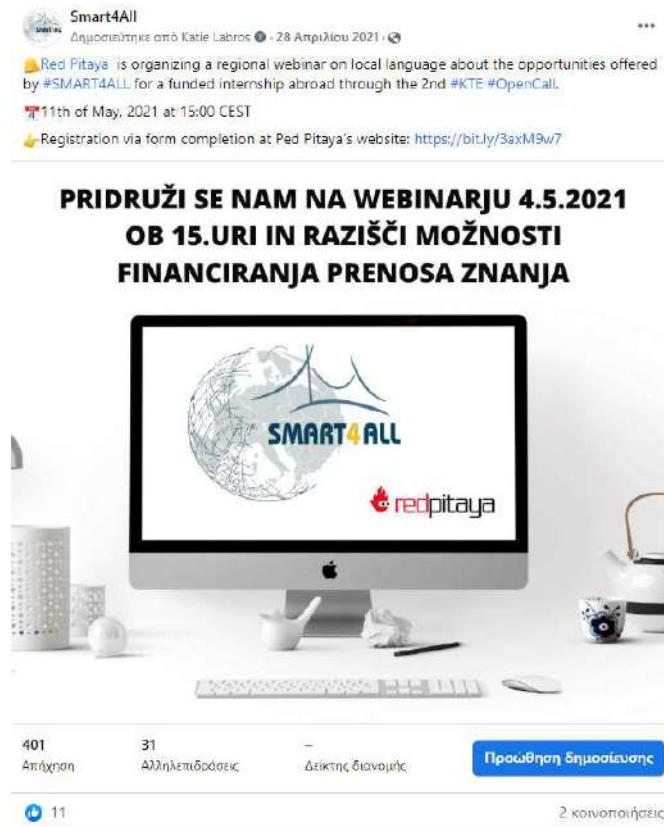 Smart4All
Δημοσιεύτηκε από Katie Labros · 28 Απριλίου 2021 ·
Red Pitaya is organizing a regional webinar on local language about the opportunities offered
by #SMART4ALL for a funded internship abroad through the 2nd #KTE #OpenCall.
11th of May, 2021 at 15:00 CEST
Registration via form completion at Ped Pitaya's website: https://bit.ly/3axM9w7
PRIDRUŽI SE NAM NA WEBINARJU 4.5.2021
OB 15.URI IN RAZIŠČI MOŽNOSTI
FINANCIRANJA PRENOSA ZNANJA
SMART4ALL
redpitaya
401
Απήχηση
31
Αλληλεπιδράσεις
–
Δείκτης διανομής
Προώθηση δημοσίευσης
11
2 κοινοποιήσεις